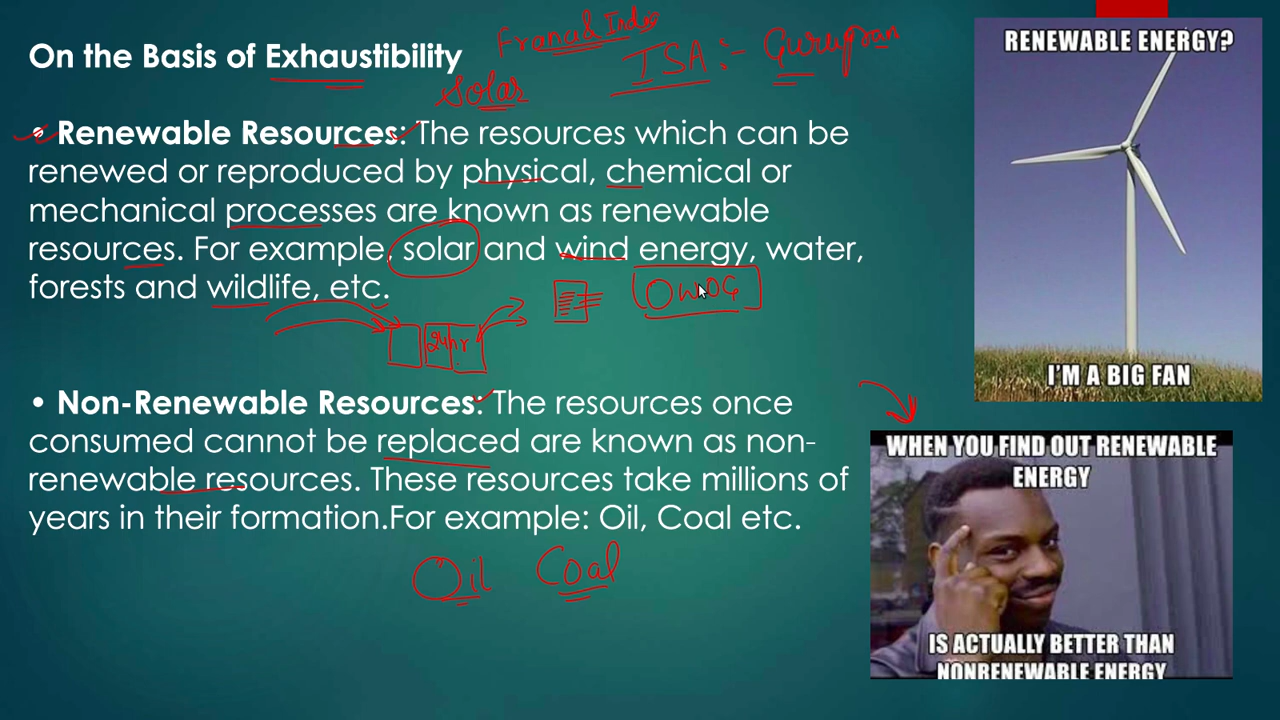 On the Basis of Exhaustibility
France & India
ISA:- Gurugram
Solar
• Renewable Resources: The resources which can be
renewed or reproduced by physical, chemical or
mechanical processes are known as renewable
resources. For example, solar and wind energy, water,
forests and wildlife, etc.
OWOG
• Non-Renewable Resources: The resources once
consumed cannot be replaced are known as non-
renewable resources. These resources take millions of
years in their formation.For example: Oil, Coal etc.
Oil Coal
RENEWABLE ENERGY?
I'M A BIG FAN
WHEN YOU FIND OUT RENEWABLE
ENERGY
IS ACTUALLY BETTER THAN
NONRENEWABLE ENERGY